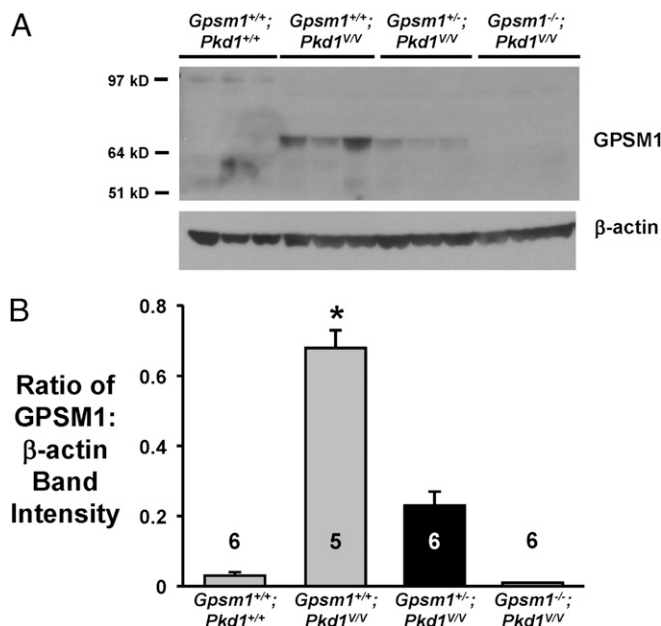 A
Gpsm1+/+; Gpsm1+/+; Gpsm1+/-; Gpsm1-/-;
Pkd1+/+ Pkd1V/V Pkd1V/V Pkd1V/V
97 kD
64 kD
51 kD
GPSM1
β-actin
B
Ratio of
GPSM1:
β-actin
Band
Intensity
0.8
0.6
0.4
0.2
0
*
6 5 6 6
Gpsm1+/+; Gpsm1+/+; Gpsm1+/-; Gpsm1-/-;
Pkd1+/+ Pkd1V/V Pkd1V/V Pkd1V/V